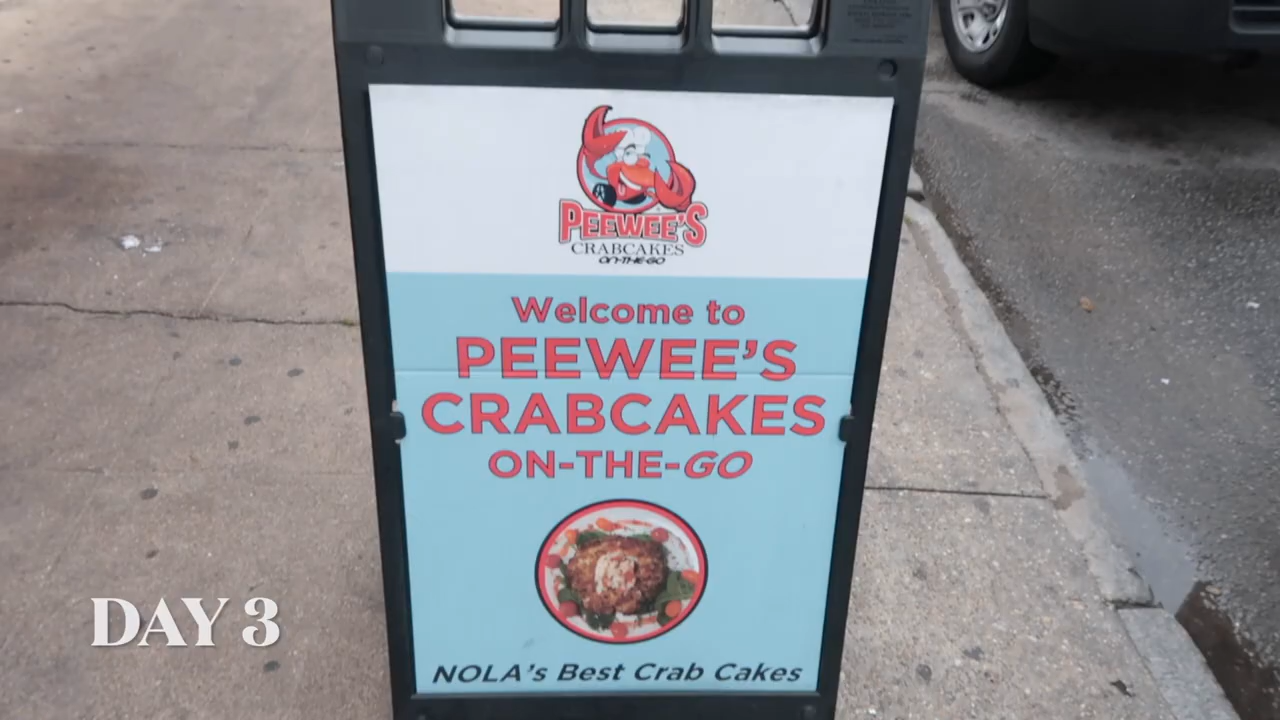 PEEWEE'S
CRABCAKES
ON-THE-GO
Welcome to
PEEWEE'S
CRABCAKES
ON-THE-GO
NOLA's Best Crab Cakes
DAY 3